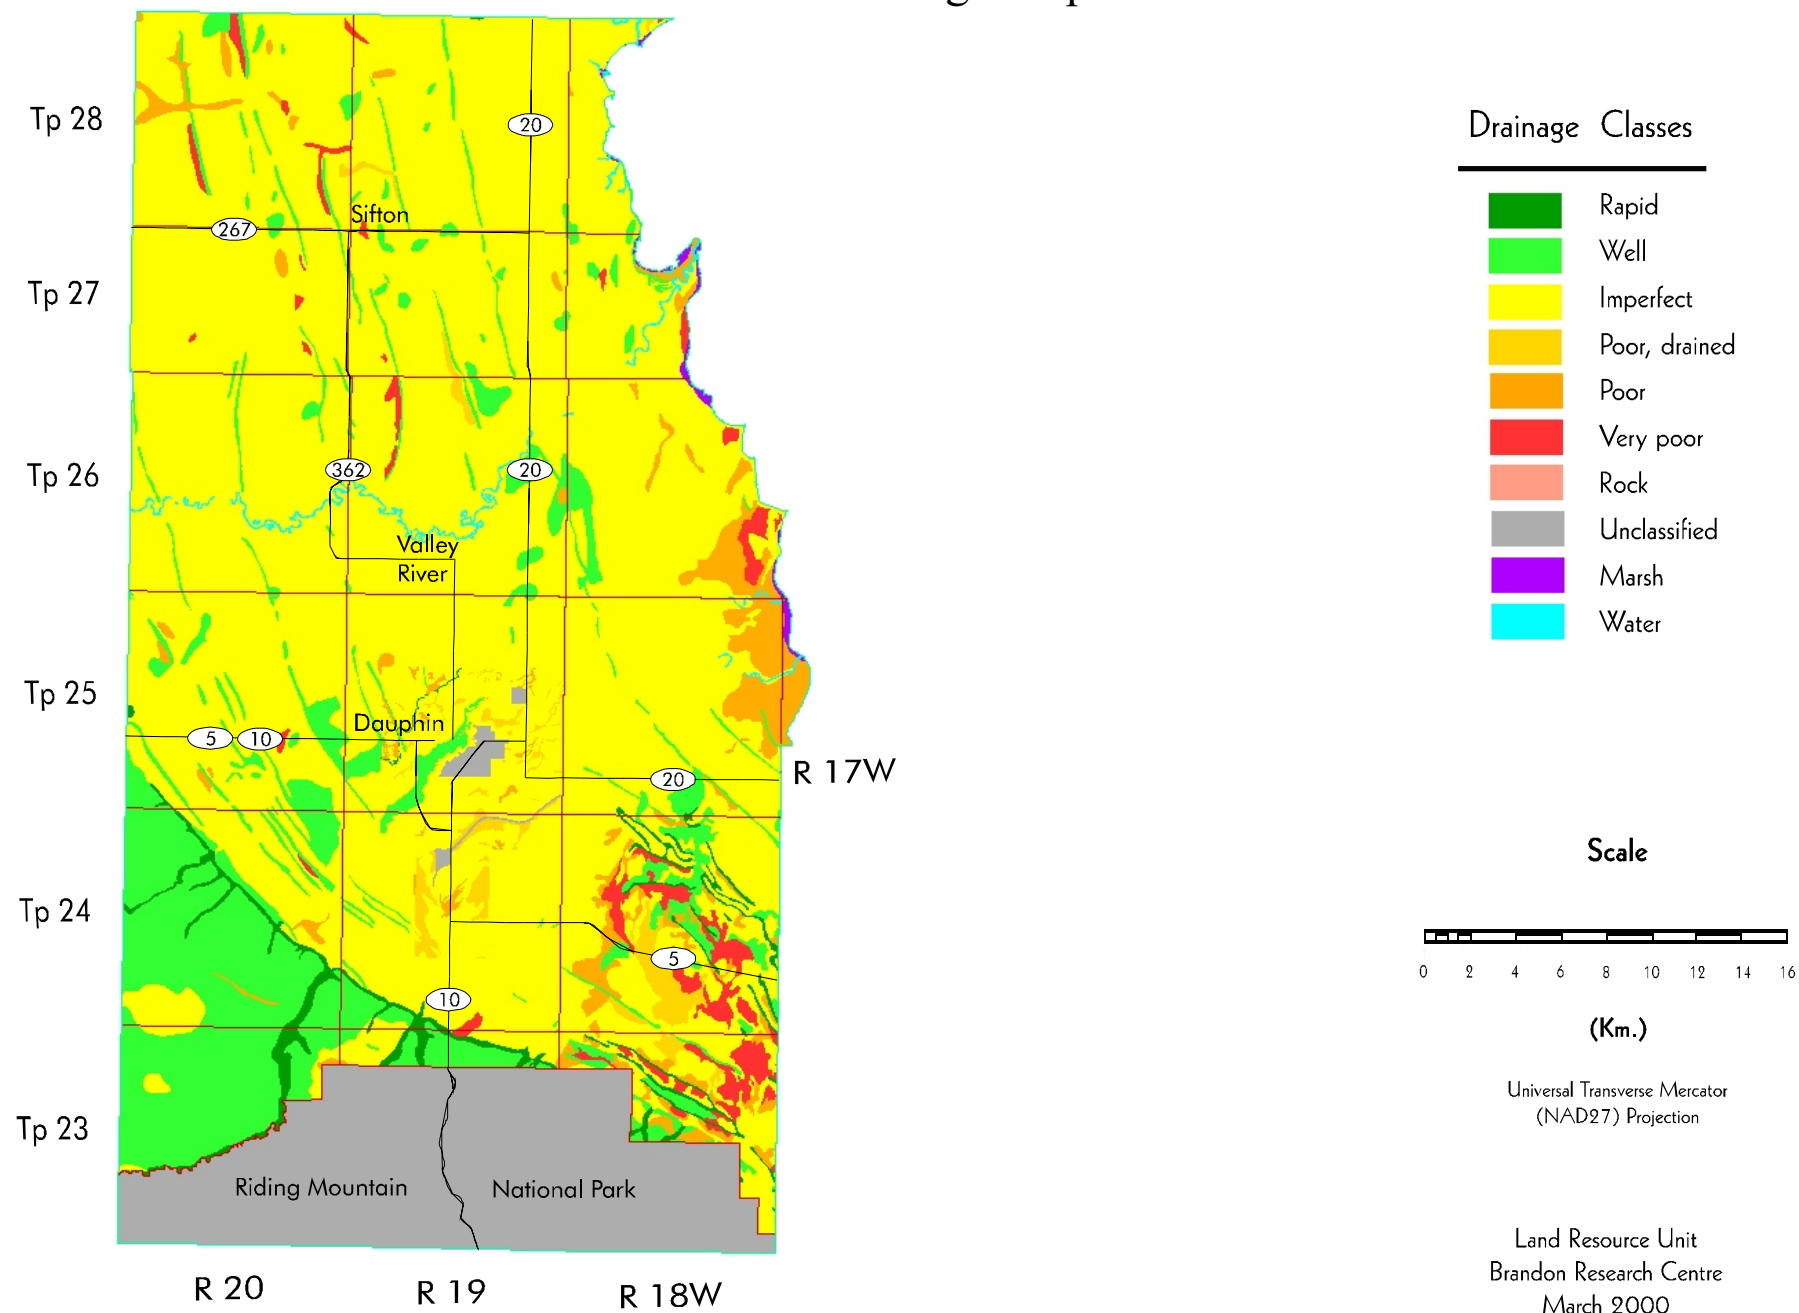 Tp 28
20
Sifton
267
Tp 27
Tp 26
362
20
Valley
River
Tp 25
Dauphin
5
10
20
R 17W
Tp 24
5
10
Tp 23
Riding Mountain
National Park
R 20
R 19
R 18W
Drainage Classes
Rapid
Well
Imperfect
Poor, drained
Poor
Very poor
Rock
Unclassified
Marsh
Water
Scale
0 2 4 6 8 10 12 14 16
(Km.)
Universal Transverse Mercator
(NAD27) Projection
Land Resource Unit
Brandon Research Centre
March 2000